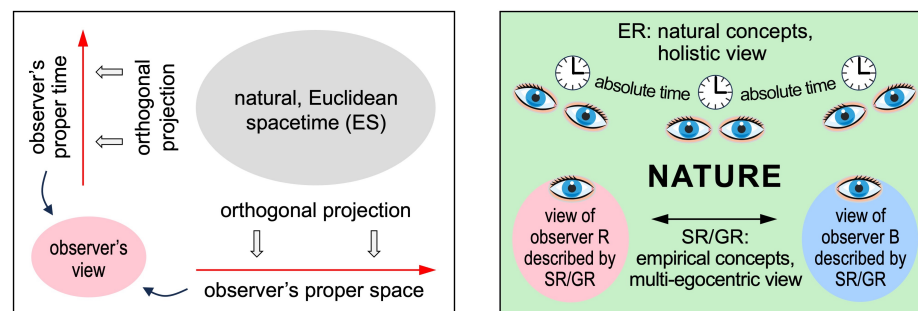 observer's
proper time
orthogonal
projection
natural, Euclidean
spacetime (ES)
orthogonal projection
observer's
view
observer's proper space
ER: natural concepts,
holistic view
absolute time
absolute time
NATURE
view of
observer R
described by
SR/GR
SR/GR:
empirical concepts,
multi-egocentric view
view of
observer B
described by
SR/GR